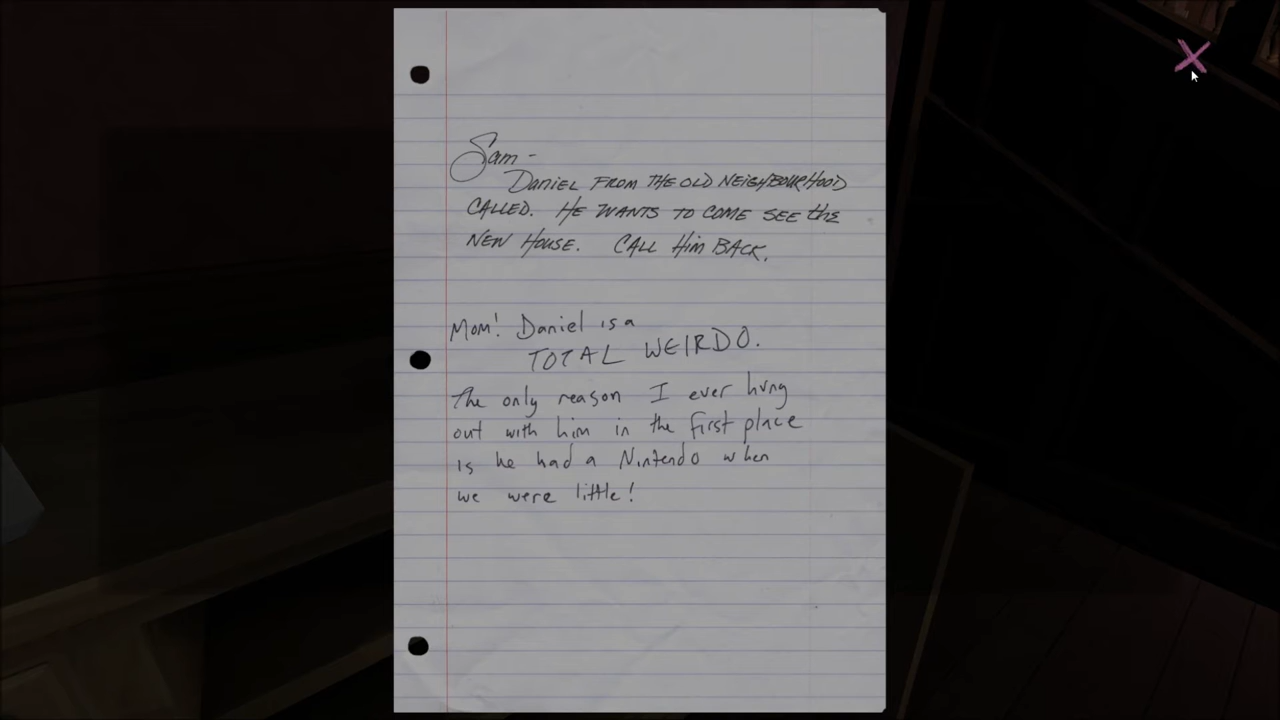 Sam -
DANIEL FROM THE OLD NEIGHBOURHOOD
CALLED. HE WANTS TO COME SEE the
NEW HOUSE. CALL HIM BACK.
Mom! Daniel is a
TOTAL WEIRDO.
The only reason I ever hung
out with him in the first place
is he had a Nintendo when
we were little!